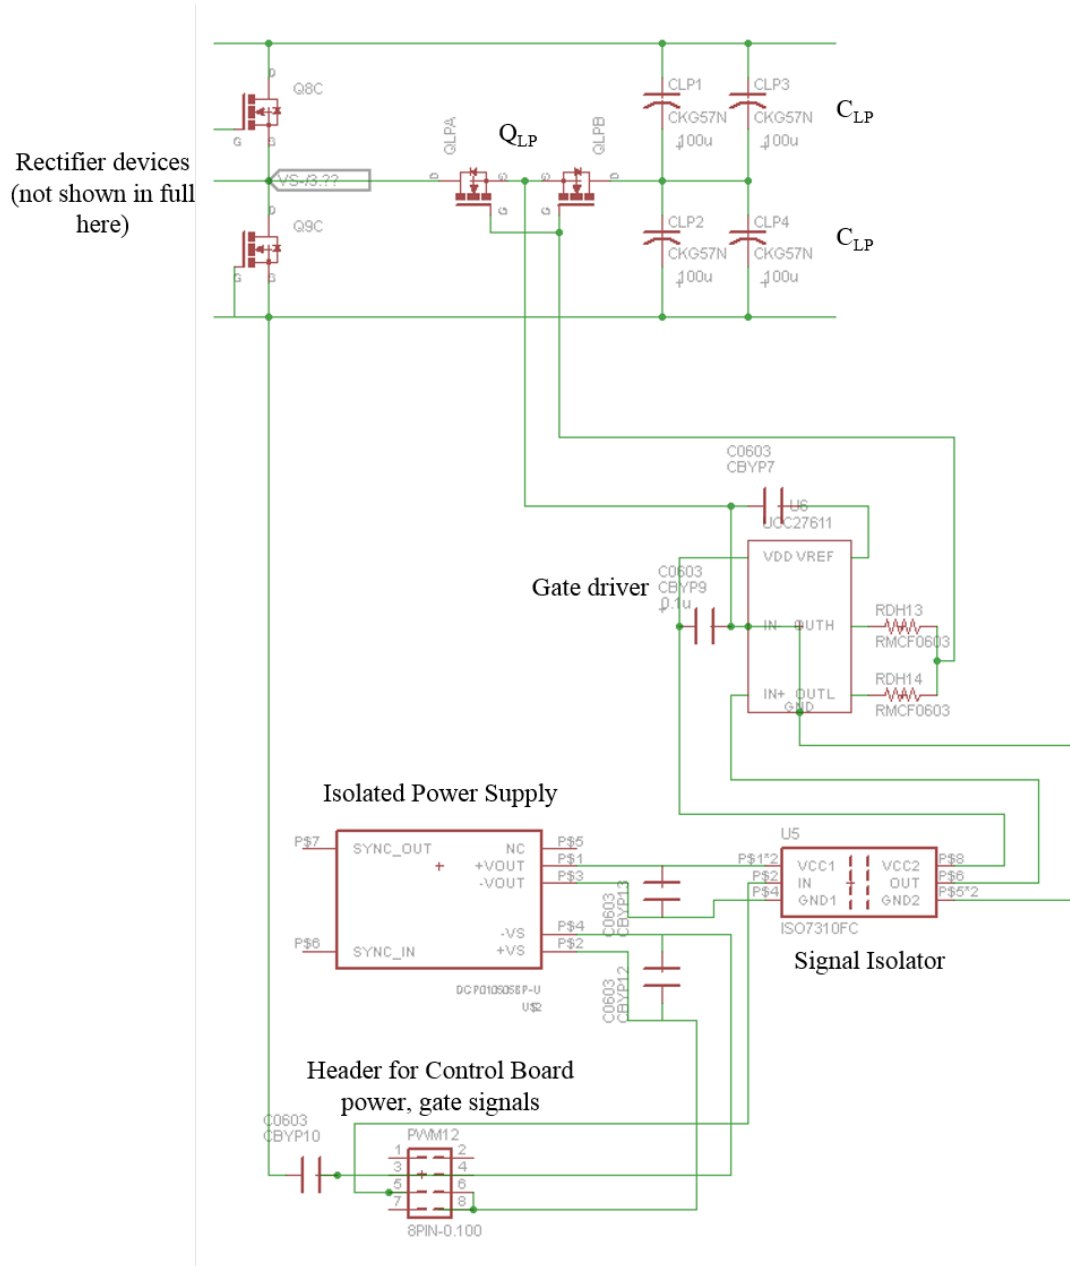 D
Q8C
G
S
Rectifier devices
(not shown in full
here)
VS-/3.??
D
Q9C
G
S
QLPA
D
S
G
QLP
QLPB
S
D
G
CLP1
CKG57N
100u
CLP3
CKG57N
100u
CLP
CLP2
CKG57N
100u
CLP4
CKG57N
100u
CLP
C0603
CBYP7
U6
UCC27611
Gate driver
C0603
CBYP9
0.1u
VDD VREF
IN- OUTH
IN+ OUTL
GND
RDH13
RMCF0603
RDH14
RMCF0603
Isolated Power Supply
P$7
SYNC_OUT
NC
P$5
+VOUT
P$1
-VOUT
P$3
-VS
P$4
P$6
SYNC_IN
+VS
P$2
U$2
C0603
CBYP13
C0603
CBYP12
U5
P$1*2
VCC1
VCC2
P$8
P$2
IN
OUT
P$6
P$4
GND1
GND2
P$5*2
ISO7310FC
Signal Isolator
Header for Control Board
power, gate signals
C0603
CBYP10
PWM12
1
2
3
4
5
6
7
8
8PIN-0.100